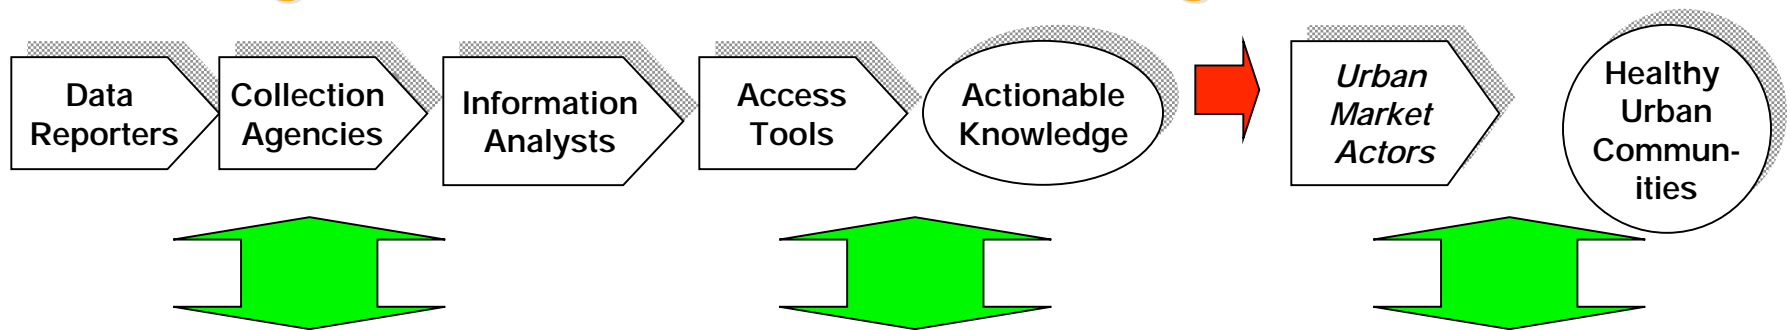 Data
Reporters
Collection
Agencies
Information
Analysts
Access
Tools
Actionable
Knowledge
Urban
Market
Actors
Healthy
Urban
Commun-
ities